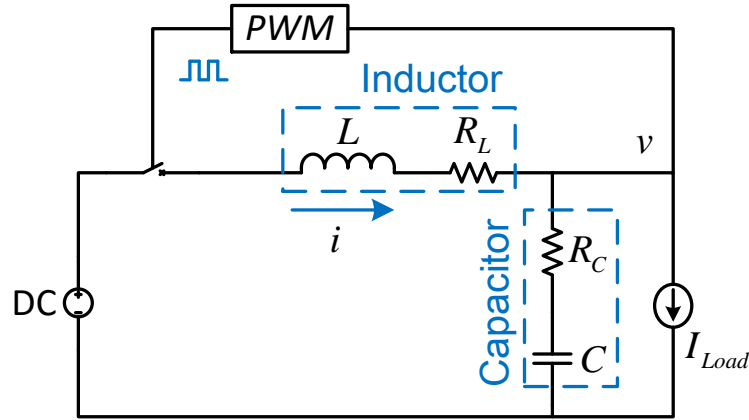 PWM
Inductor
L
R_L
v
i
R_C
Capacitor
DC
C
I_Load